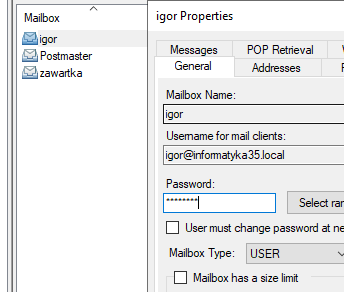 Mailbox
igor
Postmaster
zawartka
igor Properties
Messages POP Retrieval
General Addresses
Mailbox Name:
igor
Username for mail clients:
igor@informatyka35.local
Password:
********
Select ran
User must change password at ne
Mailbox Type: USER
Mailbox has a size limit